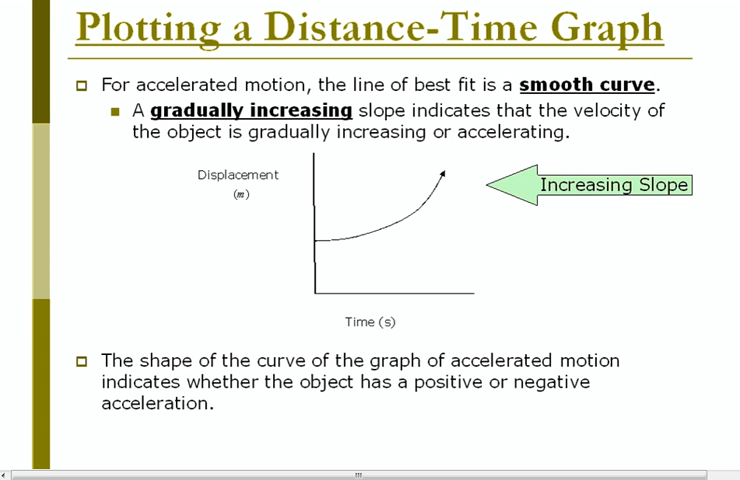 Plotting a Distance-Time Graph
For accelerated motion, the line of best fit is a smooth curve.
A gradually increasing slope indicates that the velocity of
the object is gradually increasing or accelerating.
Displacement
(m)
Increasing Slope
Time (s)
The shape of the curve of the graph of accelerated motion
indicates whether the object has a positive or negative
acceleration.